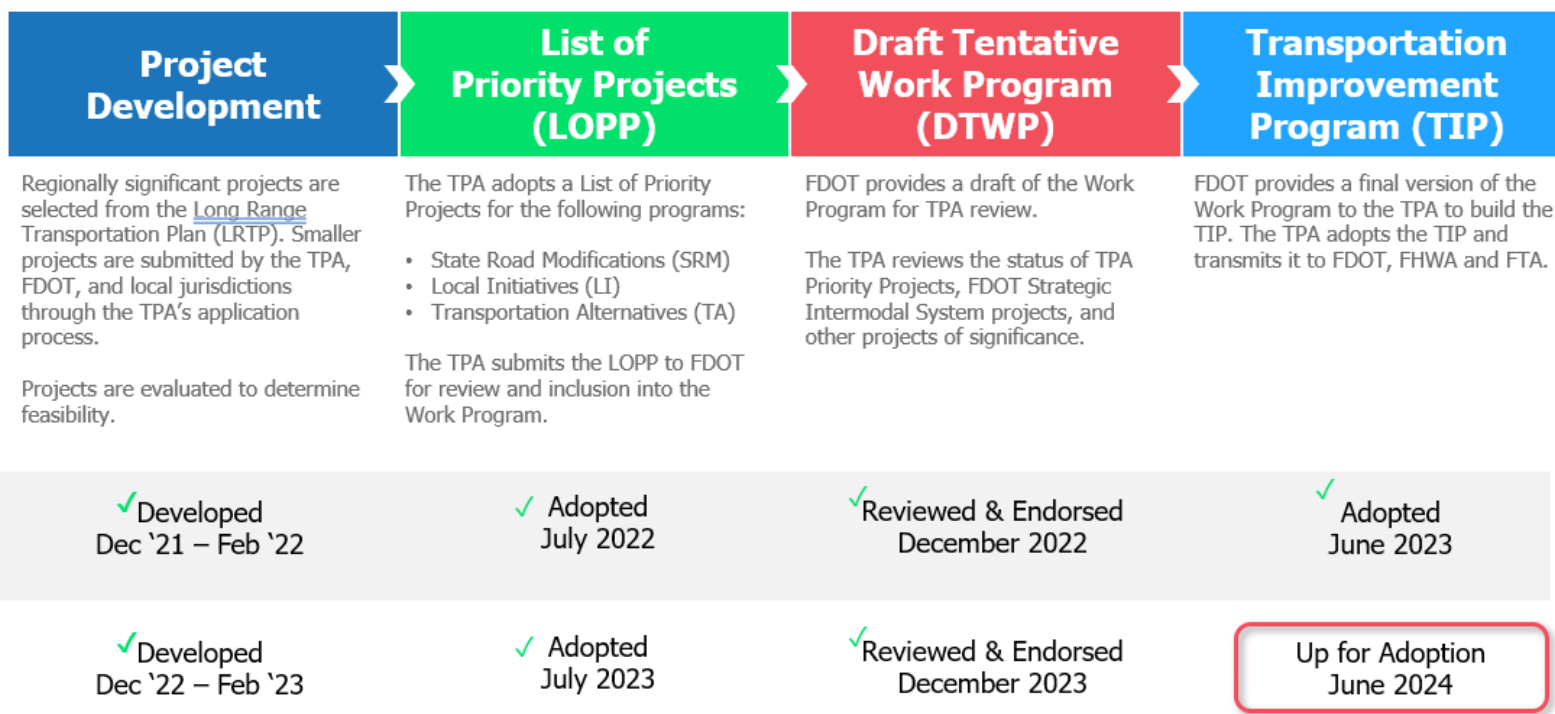 Project
Development
List of
Priority Projects
(LOPP)
Draft Tentative
Work Program
(DTWP)
Transportation
Improvement
Program (TIP)
Regionally significant projects are
selected from the Long Range
Transportation Plan (LRTP). Smaller
projects are submitted by the TPA,
FDOT, and local jurisdictions
through the TPA's application
process.
Projects are evaluated to determine
feasibility.
The TPA adopts a List of Priority
Projects for the following programs:
• State Road Modifications (SRM)
• Local Initiatives (LI)
• Transportation Alternatives (TA)
The TPA submits the LOPP to FDOT
for review and inclusion into the
Work Program.
FDOT provides a draft of the Work
Program for TPA review.
The TPA reviews the status of TPA
Priority Projects, FDOT Strategic
Intermodal System projects, and
other projects of significance.
FDOT provides a final version of the
Work Program to the TPA to build the
TIP. The TPA adopts the TIP and
transmits it to FDOT, FHWA and FTA.
✓Developed
Dec ‘21 – Feb ‘22
✓ Adopted
July 2022
✓Reviewed & Endorsed
December 2022
✓ Adopted
June 2023
✓Developed
Dec ‘22 – Feb ‘23
✓ Adopted
July 2023
✓Reviewed & Endorsed
December 2023
Up for Adoption
June 2024